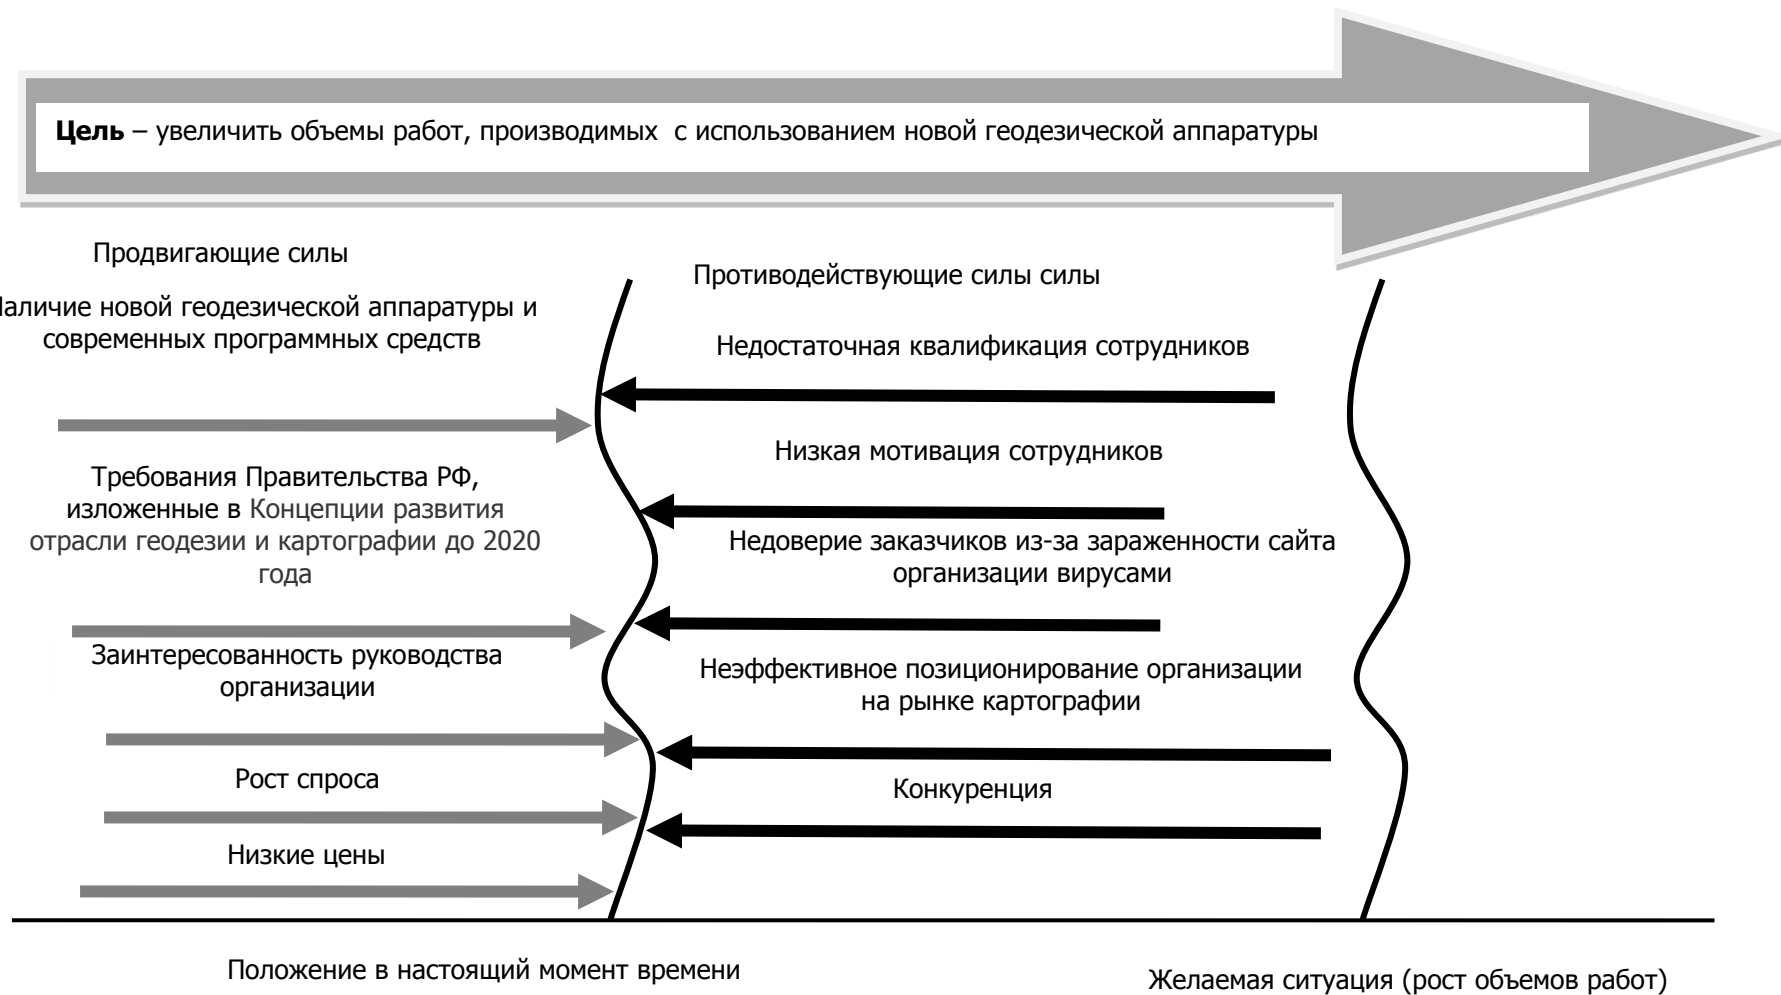 Цель – увеличить объемы работ, производимых с использованием новой геодезической аппаратуры
Продвигающие силы
аличие новой геодезической аппаратуры и
современных программных средств
Требования Правительства РФ,
изложенные в Концепции развития
отрасли геодезии и картографии до 2020
года
Заинтересованность руководства
организации
Рост спроса
Низкие цены
Противодействующие силы силы
Недостаточная квалификация сотрудников
Низкая мотивация сотрудников
Недоверие заказчиков из-за зараженности сайта
организации вирусами
Неэффективное позиционирование организации
на рынке картографии
Конкуренция
Положение в настоящий момент времени
Желаемая ситуация (рост объемов работ)